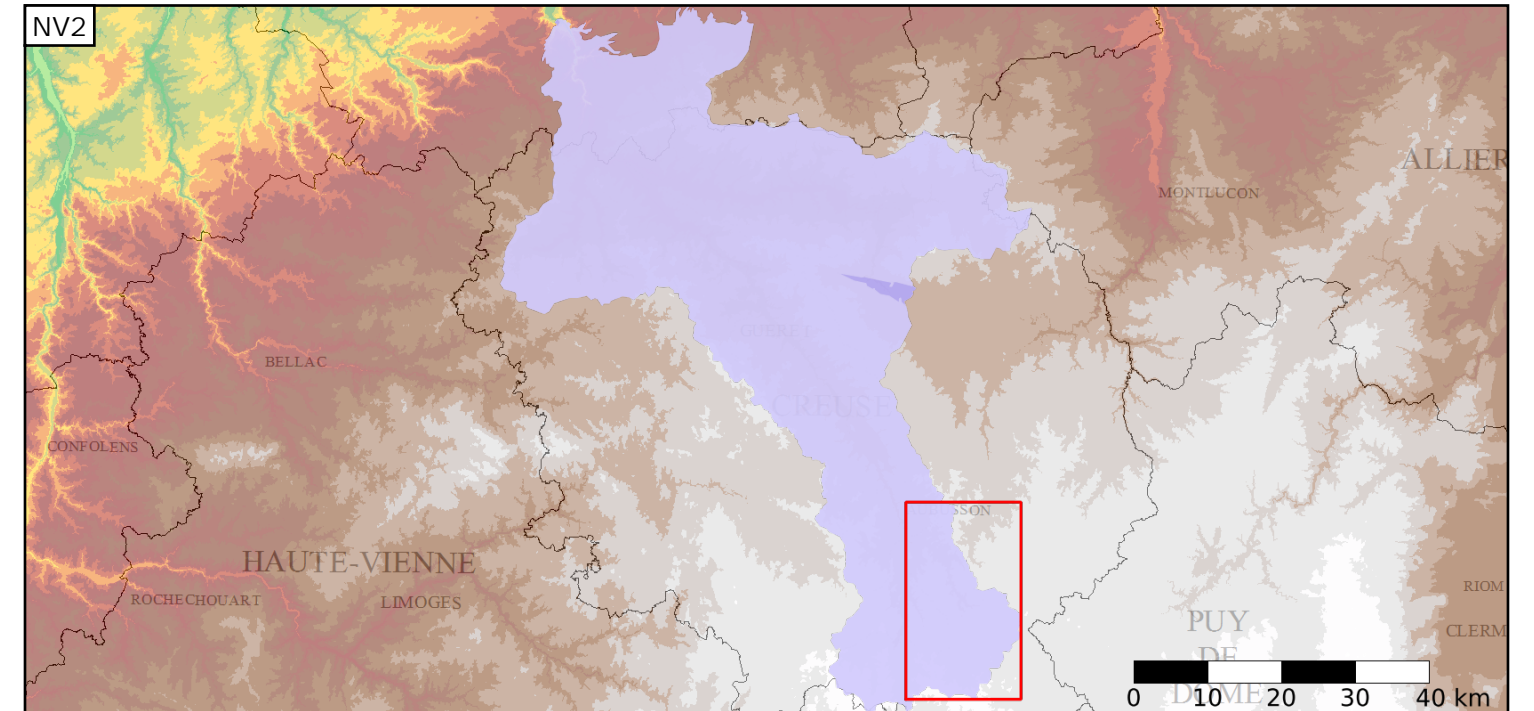 NV2
ALLIER
MONTLUCON
GUERET
BELLAC
CREUSE
CONFOLENS
SSON
HAUTE-VIENNE
RIOM
ROCHECHOUART
LIMOGES
PUY
CLERM
DE
DOME
0 10 20 30 40 km